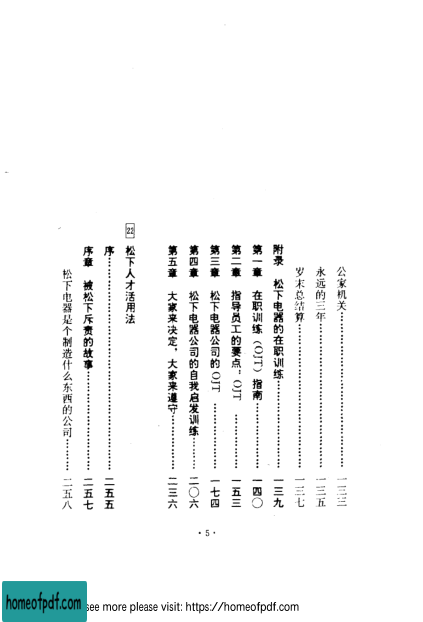 公家机关……一三三
永远的三年……一三五
岁末总结算……一三七
附录 松下电器的在职训练……一三九
第一章 在职训练（OJT）指南……一四〇
第二章 指导员工的要点：OJT……一五三
第三章 松下电器公司的OJT……一七四
第四章 松下电器公司的自我启发训练……二〇六
第五章 大家来决定，大家来遵守……二三六
22 松下人才活用法
序……二五五
序章 被松下斥责的故事……二五七
松下电器是个制造什么东西的公司……二五八
·5·
homeofpdf.com
see more please visit: https://homeofpdf.com